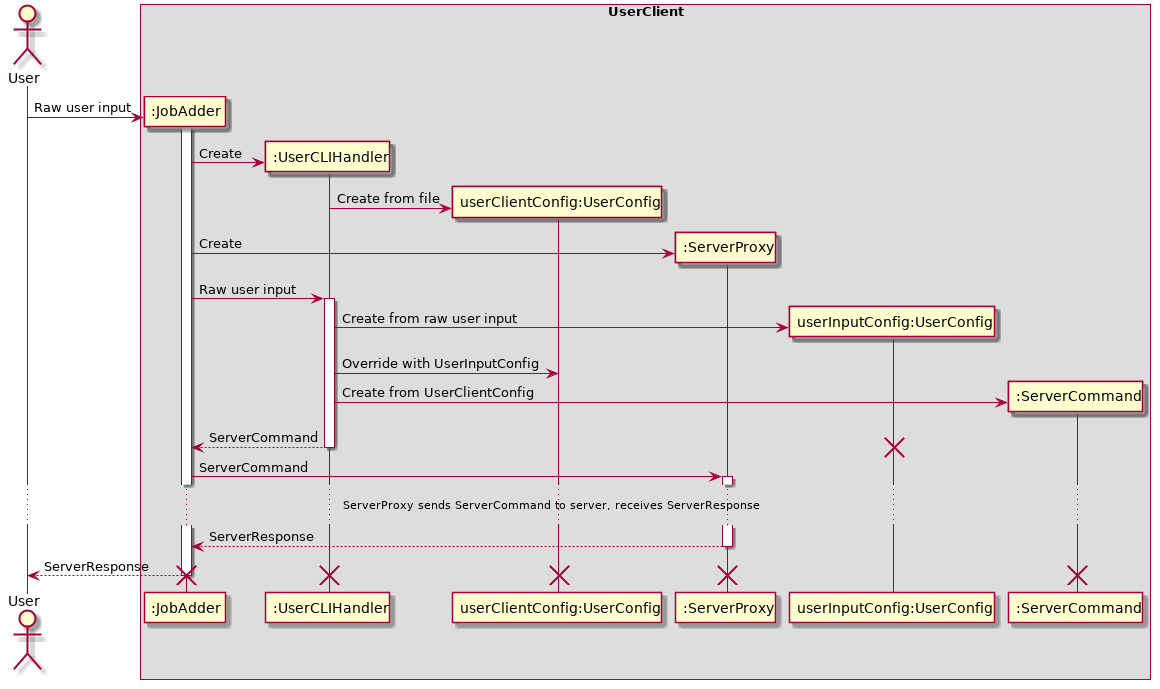 UserClient
User
Raw user input
:JobAdder
Create
:UserCLIHandler
Create from file
userClientConfig:UserConfig
Create
:ServerProxy
Raw user input
Create from raw user input
userInputConfig:UserConfig
Override with UserInputConfig
Create from UserClientConfig
:ServerCommand
ServerCommand
ServerCommand
ServerProxy sends ServerCommand to server, receives ServerResponse
ServerResponse
ServerResponse
User
:JobAdder
:UserCLIHandler
userClientConfig:UserConfig
:ServerProxy
userInputConfig:UserConfig
:ServerCommand